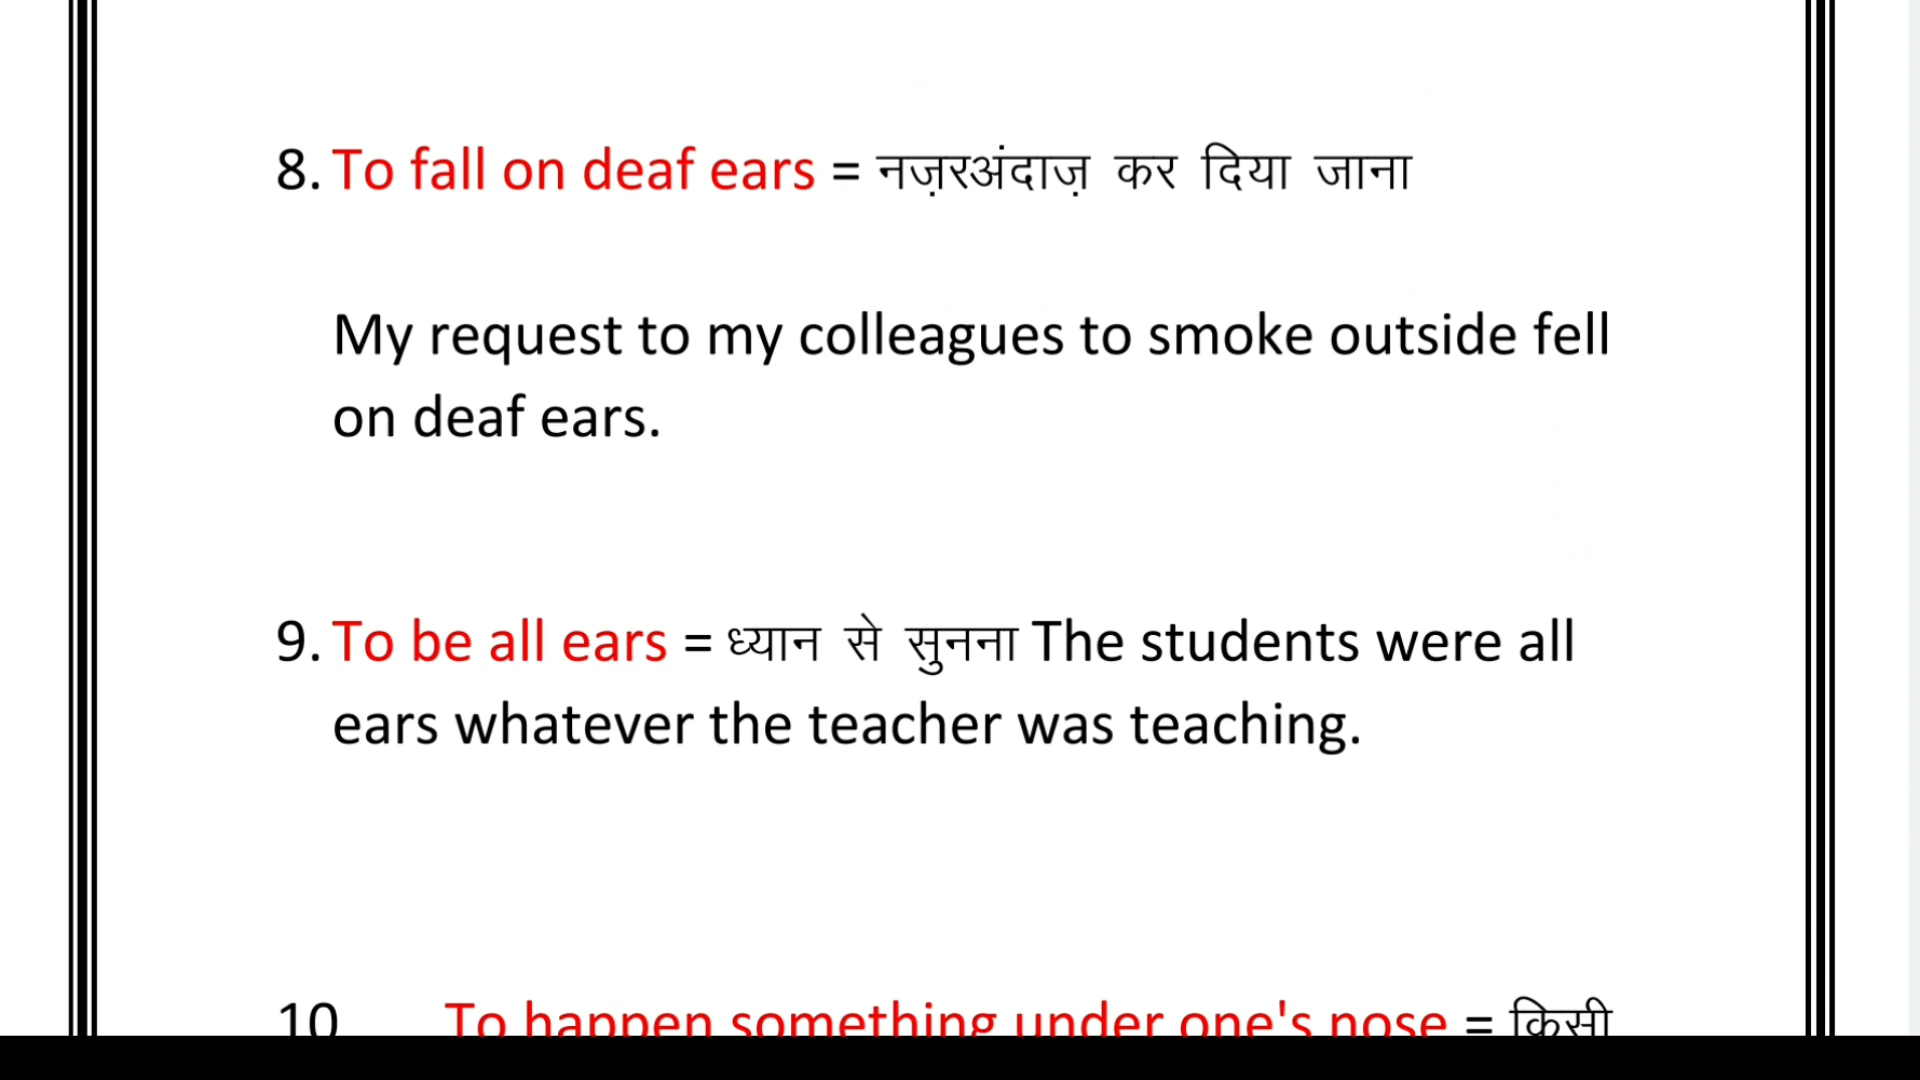 8. To fall on deaf ears = नज़रअंदाज़ कर दिया जाना
My request to my colleagues to smoke outside fell
on deaf ears.
9. To be all ears = ध्यान से सुनना The students were all
ears whatever the teacher was teaching.
10 To happen something under one's nose = किसी